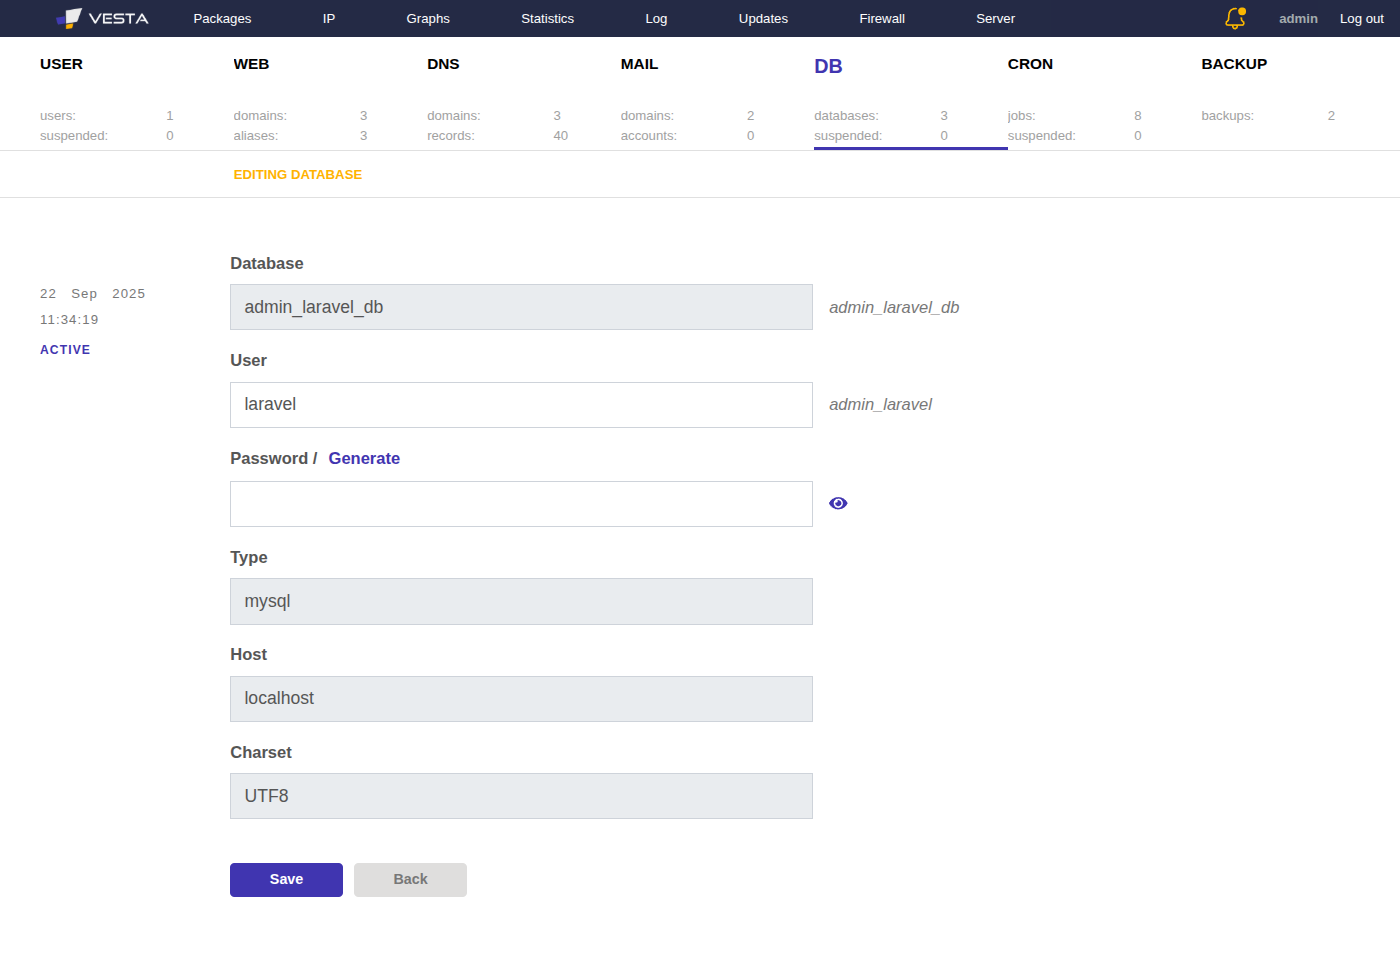 VESTA Packages IP Graphs Statistics Log Updates Firewall Server admin Log out
USER WEB DNS MAIL DB CRON BACKUP
users: 1 domains: 3 domains: 3 domains: 2 databases: 3 jobs: 8 backups: 2
suspended: 0 aliases: 3 records: 40 accounts: 0 suspended: 0 suspended: 0
EDITING DATABASE
22 Sep 2025
11:34:19
ACTIVE
Database
admin_laravel_db admin_laravel_db
User
laravel admin_laravel
Password / Generate
Type
mysql
Host
localhost
Charset
UTF8
Save Back